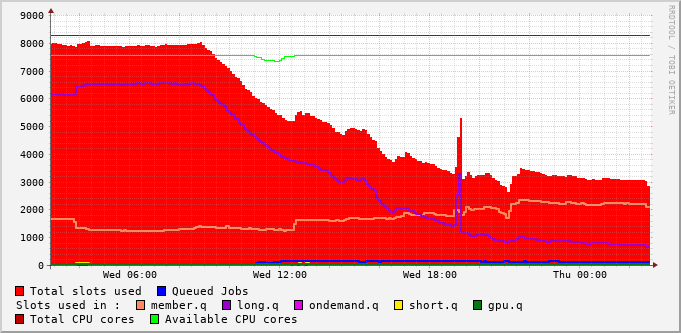 RRDTOOL / TOBI OETIKER
9000
8000
7000
6000
5000
4000
3000
2000
1000
0
Wed 06:00 Wed 12:00 Wed 18:00 Thu 00:00
Total slots used Queued Jobs
Slots used in : member.q long.q ondemand.q short.q gpu.q
Total CPU cores Available CPU cores